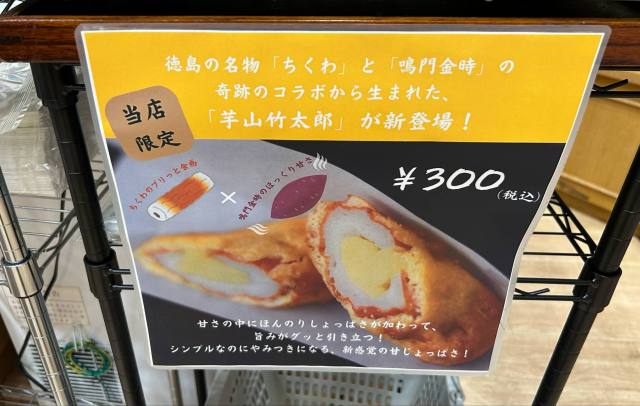 徳島の名物「ちくわ」と「鳴門金時」の
奇跡のコラボから生まれた、
「芋山竹太郎」が新登場！
当店
限定
ちくわのプリっと食感
×
鳴門金時のほっくり甘さ
¥300
(税込)
甘さの中にほんのりしょっぱさが加わって、
旨みがグッと引き立つ！
シンプルなのにやみつきになる、新感覚の甘じょっぱさ！